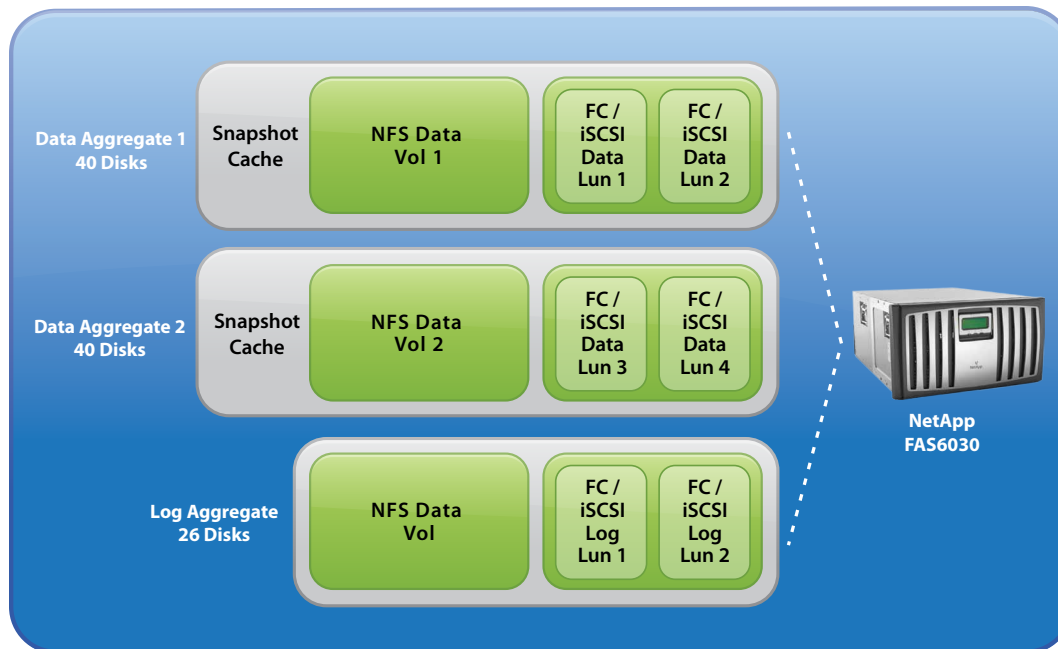 Data Aggregate 1
40 Disks
Snapshot
Cache
NFS Data
Vol 1
FC /
iSCSI
Data
Lun 1
FC /
iSCSI
Data
Lun 2
Data Aggregate 2
40 Disks
Snapshot
Cache
NFS Data
Vol 2
FC /
iSCSI
Data
Lun 3
FC /
iSCSI
Data
Lun 4
NetApp
FAS6030
Log Aggregate
26 Disks
NFS Data
Vol
FC /
iSCSI
Log
Lun 1
FC /
iSCSI
Log
Lun 2